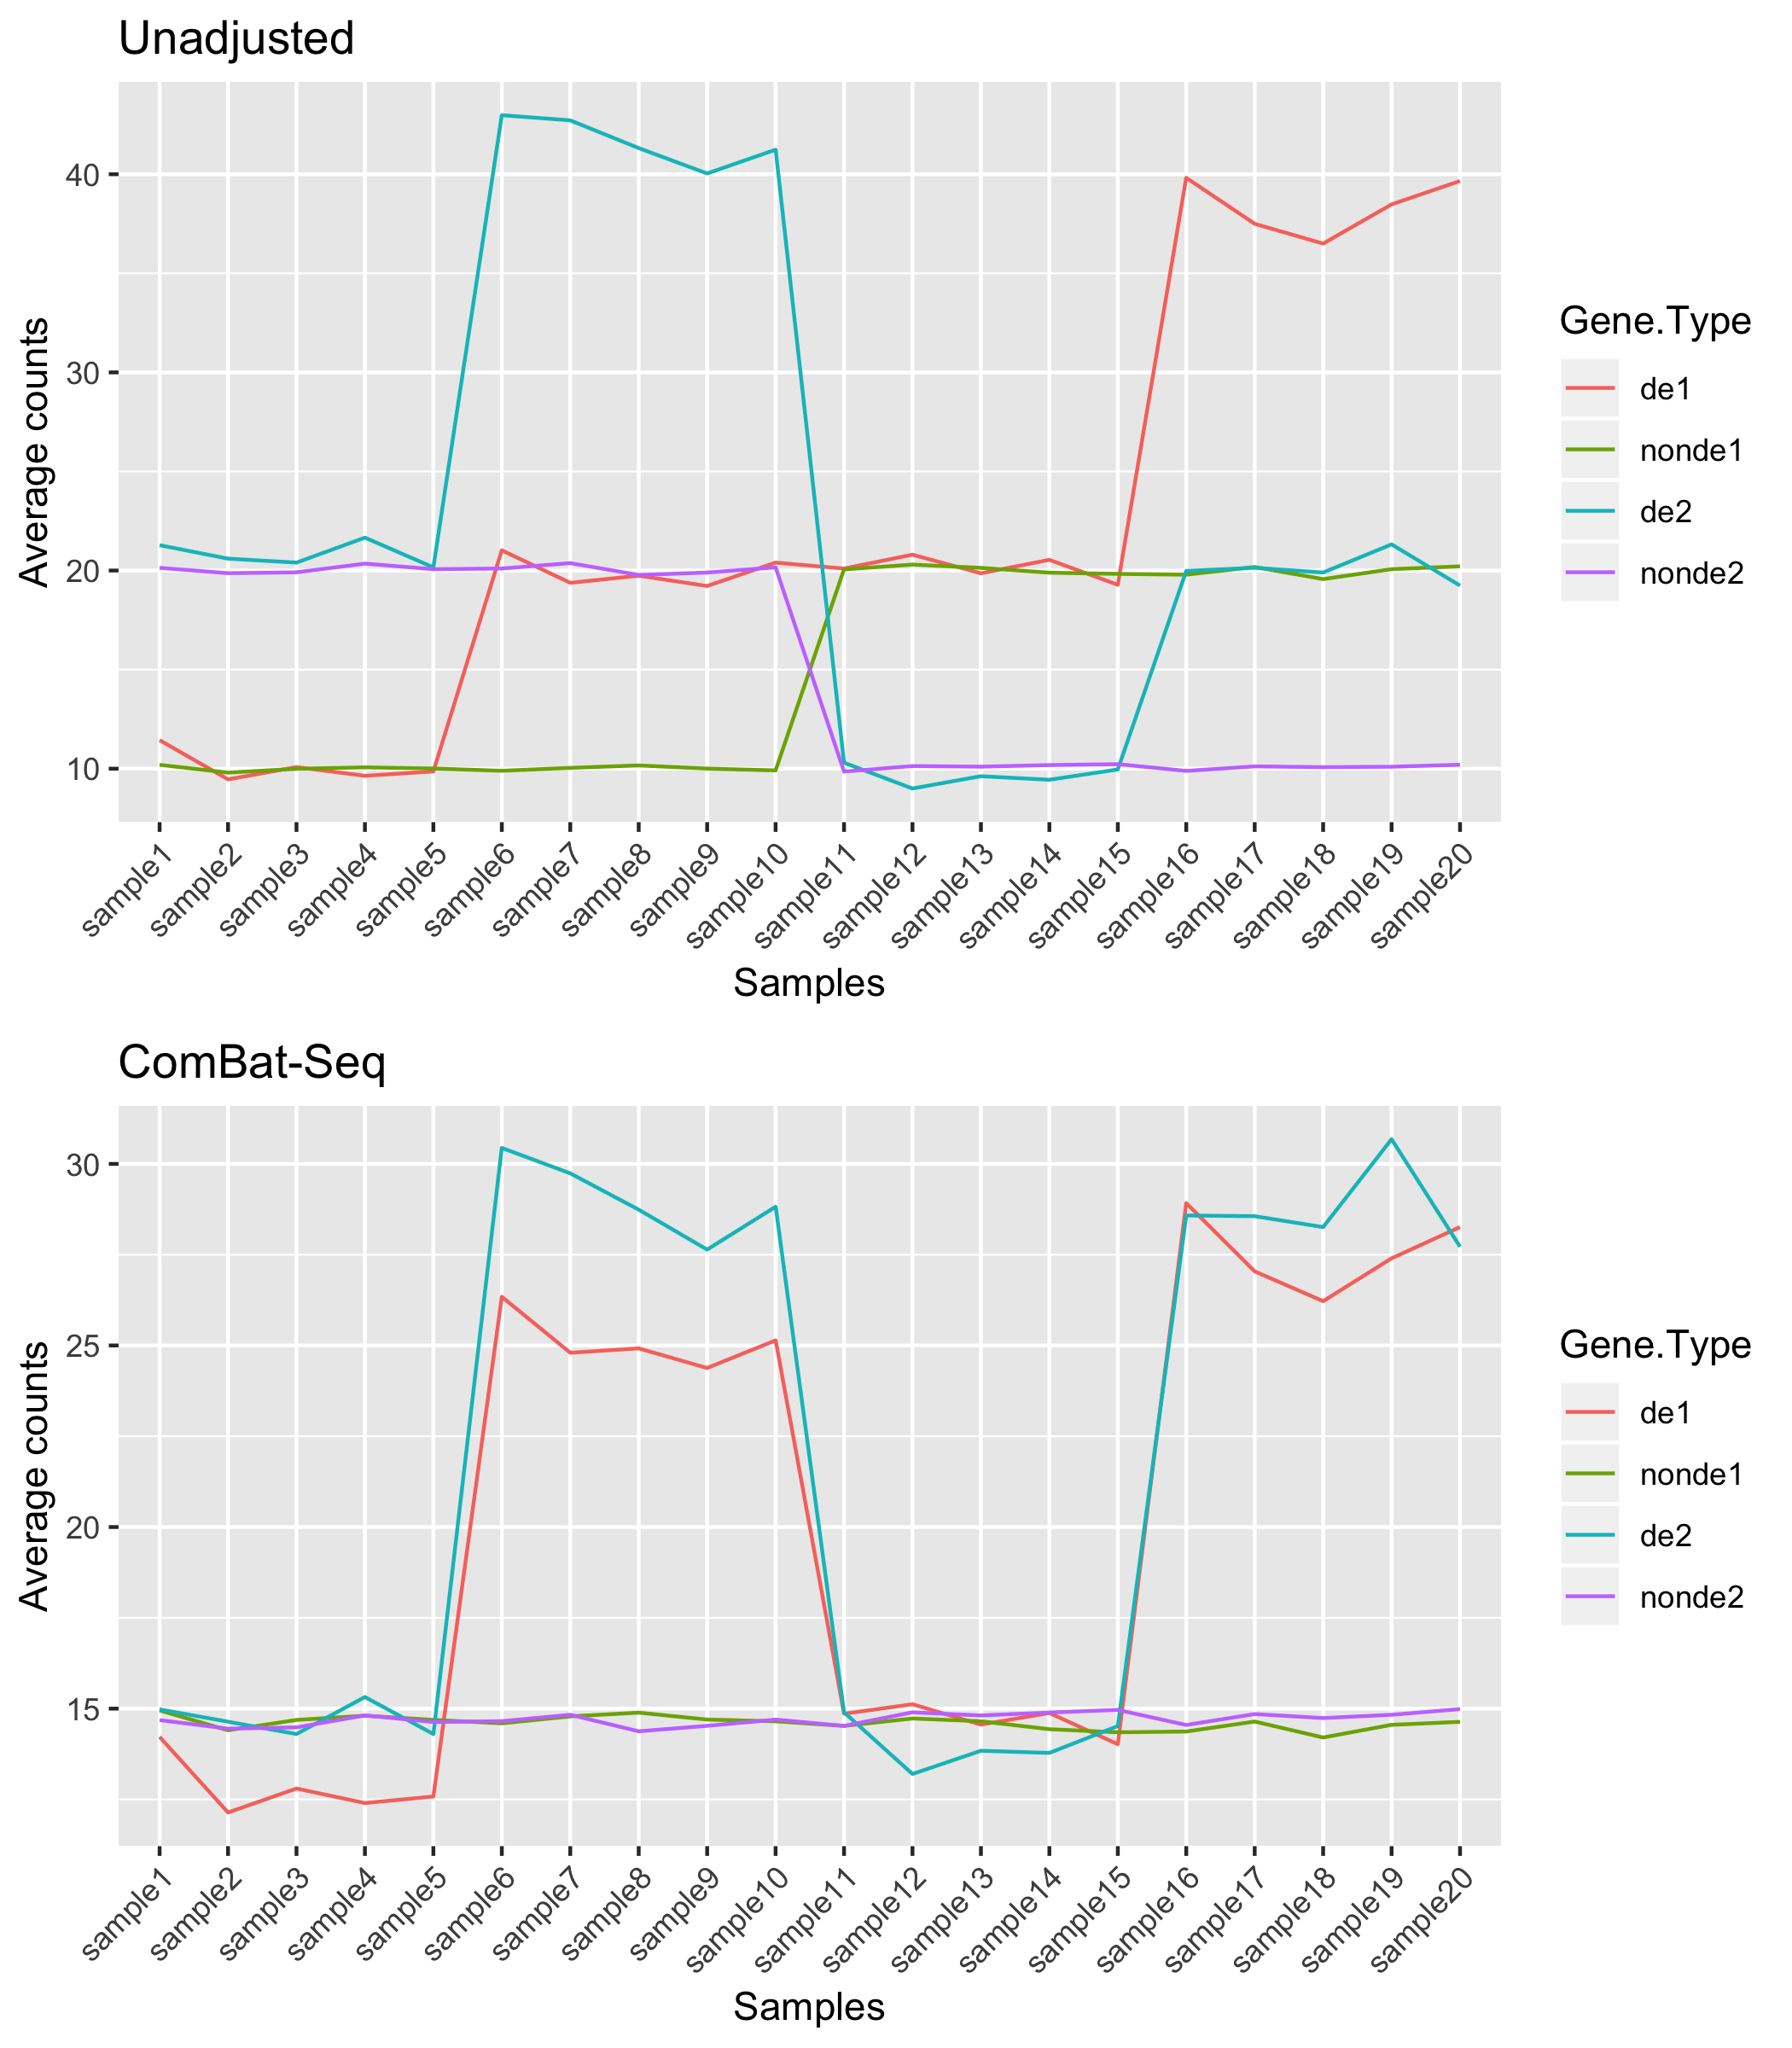 Unadjusted
Average counts
40
30
20
10
sample1 sample2 sample3 sample4 sample5 sample6 sample7 sample8 sample9 sample10 sample11 sample12 sample13 sample14 sample15 sample16 sample17 sample18 sample19 sample20
Samples
Gene.Type
de1
nonde1
de2
nonde2
ComBat-Seq
Average counts
30
25
20
15
sample1 sample2 sample3 sample4 sample5 sample6 sample7 sample8 sample9 sample10 sample11 sample12 sample13 sample14 sample15 sample16 sample17 sample18 sample19 sample20
Samples
Gene.Type
de1
nonde1
de2
nonde2